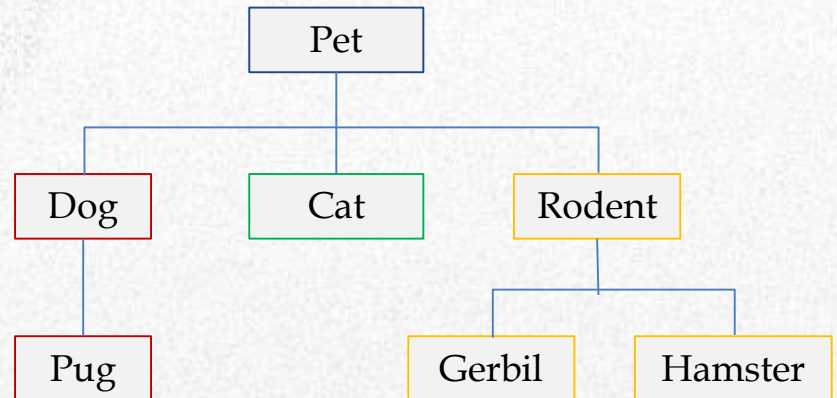 Pet
Dog
Cat
Rodent
Pug
Gerbil
Hamster